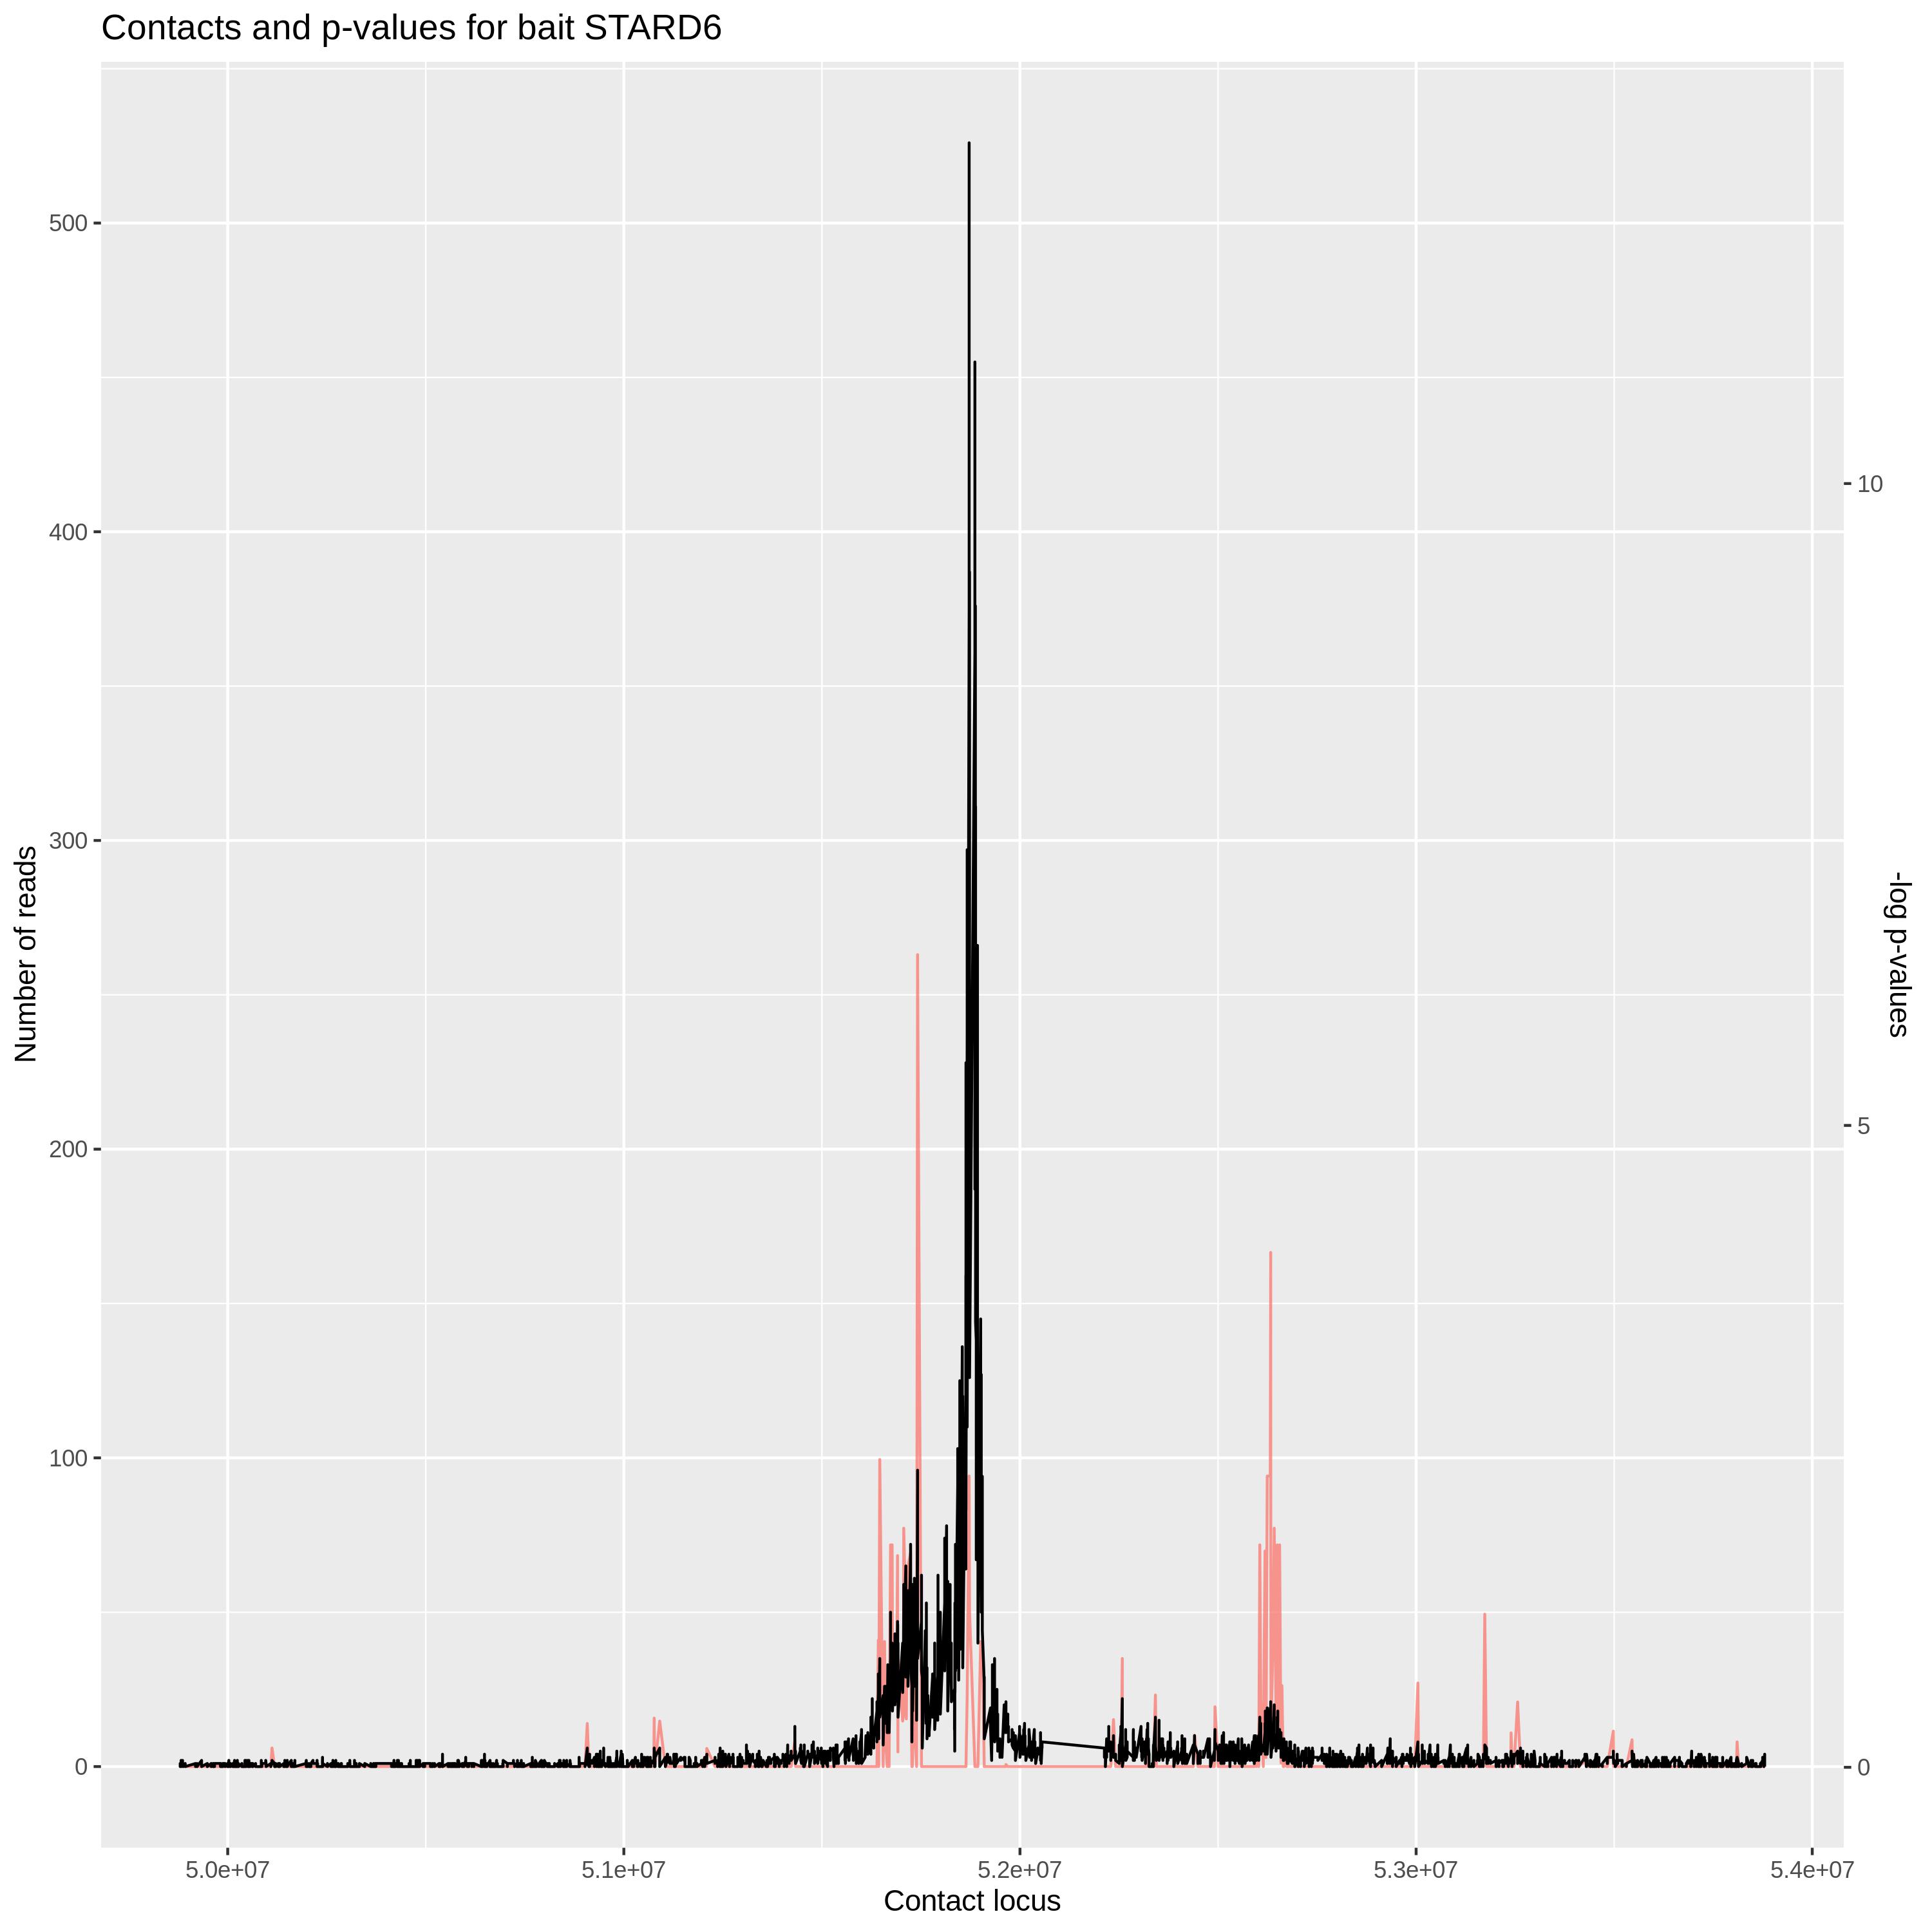 Contacts and p-values for bait STARD6
500
400
300
200
100
0
Number of reads
10
5
0
-log p-values
5.0e+07
5.1e+07
5.2e+07
5.3e+07
5.4e+07
Contact locus